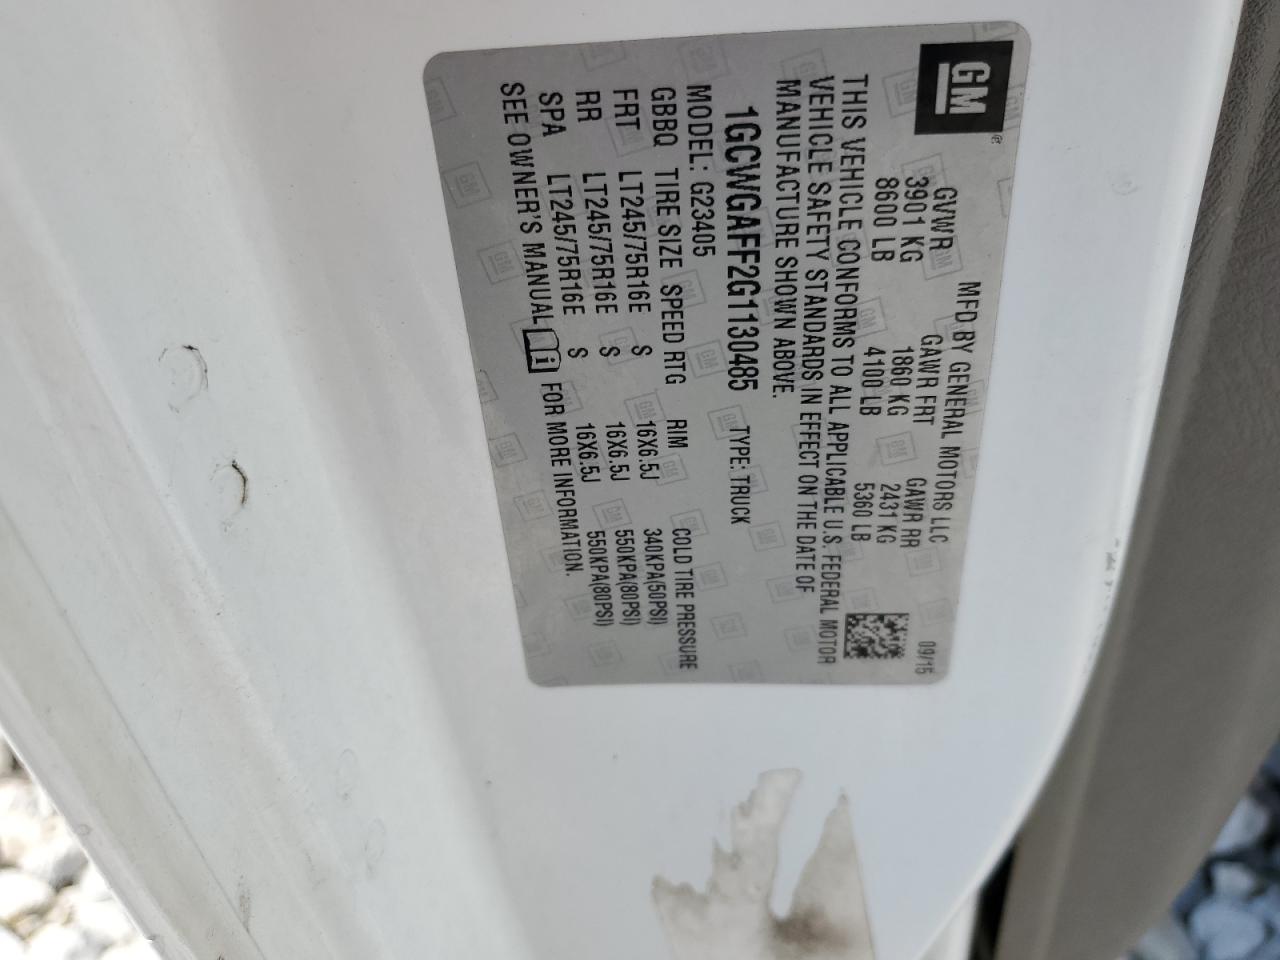 GM
MFD BY GENERAL MOTORS LLC 09/15
GVWR GAWR FRT GAWR RR
3901 KG 1860 KG 2431 KG
8600 LB 4100 LB 5360 LB
THIS VEHICLE CONFORMS TO ALL APPLICABLE U.S. FEDERAL MOTOR
VEHICLE SAFETY STANDARDS IN EFFECT ON THE DATE OF
MANUFACTURE SHOWN ABOVE.
1GCWGAFF2G1130485 TYPE: TRUCK
MODEL: G23405
GBBQ TIRE SIZE SPEED RTG RIM COLD TIRE PRESSURE
FRT LT245/75R16E S 16X6.5J 340KPA(50PSI)
RR LT245/75R16E S 16X6.5J 550KPA(80PSI)
SPA LT245/75R16E S 16X6.5J 550KPA(80PSI)
SEE OWNER'S MANUAL i FOR MORE INFORMATION.